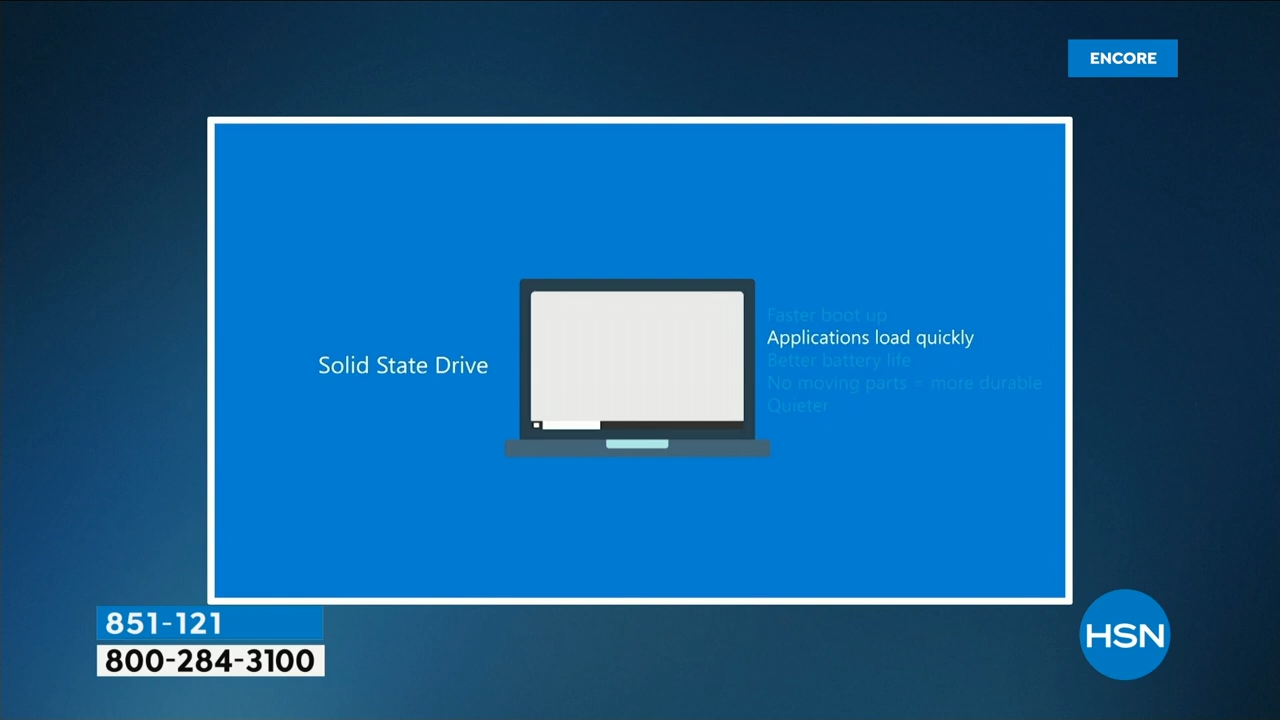 ENCORE
Solid State Drive
Faster boot up
Applications load quickly
Better battery life
No moving parts = more durable
Quieter
851-121
800-284-3100
HSN